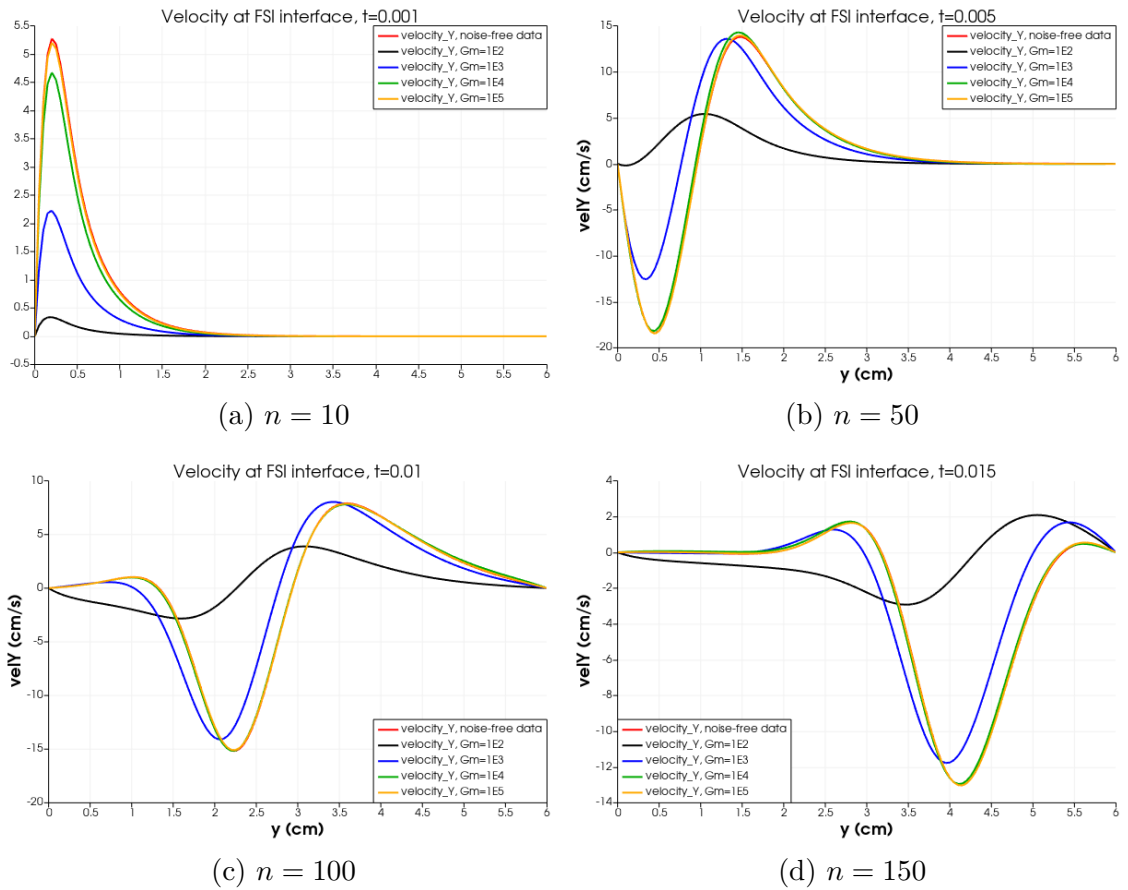 Velocity at FSI interface, t=0.001
5.5
5
4.5
4
3.5
3
2.5
2
1.5
1
0.5
0
-0.5
velocity_Y, noise-free data
velocity_Y, Gm=1E2
velocity_Y, Gm=1E3
velocity_Y, Gm=1E4
velocity_Y, Gm=1E5
0 0.5 1 1.5 2 2.5 3 3.5 4 4.5 5 5.5 6
(a) n = 10
Velocity at FSI interface, t=0.005
velY (cm/s)
15
10
5
0
-5
-10
-15
-20
velocity_Y, noise-free data
velocity_Y, Gm=1E2
velocity_Y, Gm=1E3
velocity_Y, Gm=1E4
velocity_Y, Gm=1E5
0 0.5 1 1.5 2 2.5 3 3.5 4 4.5 5 5.5 6
y (cm)
(b) n = 50
Velocity at FSI interface, t=0.01
velY (cm/s)
10
5
0
-5
-10
-15
-20
velocity_Y, noise-free data
velocity_Y, Gm=1E2
velocity_Y, Gm=1E3
velocity_Y, Gm=1E4
velocity_Y, Gm=1E5
0 0.5 1 1.5 2 2.5 3 3.5 4 4.5 5 5.5 6
y (cm)
(c) n = 100
Velocity at FSI interface, t=0.015
velY (cm/s)
4
2
0
-2
-4
-6
-8
-10
-12
-14
velocity_Y, noise-free data
velocity_Y, Gm=1E2
velocity_Y, Gm=1E3
velocity_Y, Gm=1E4
velocity_Y, Gm=1E5
0 0.5 1 1.5 2 2.5 3 3.5 4 4.5 5 5.5 6
y (cm)
(d) n = 150